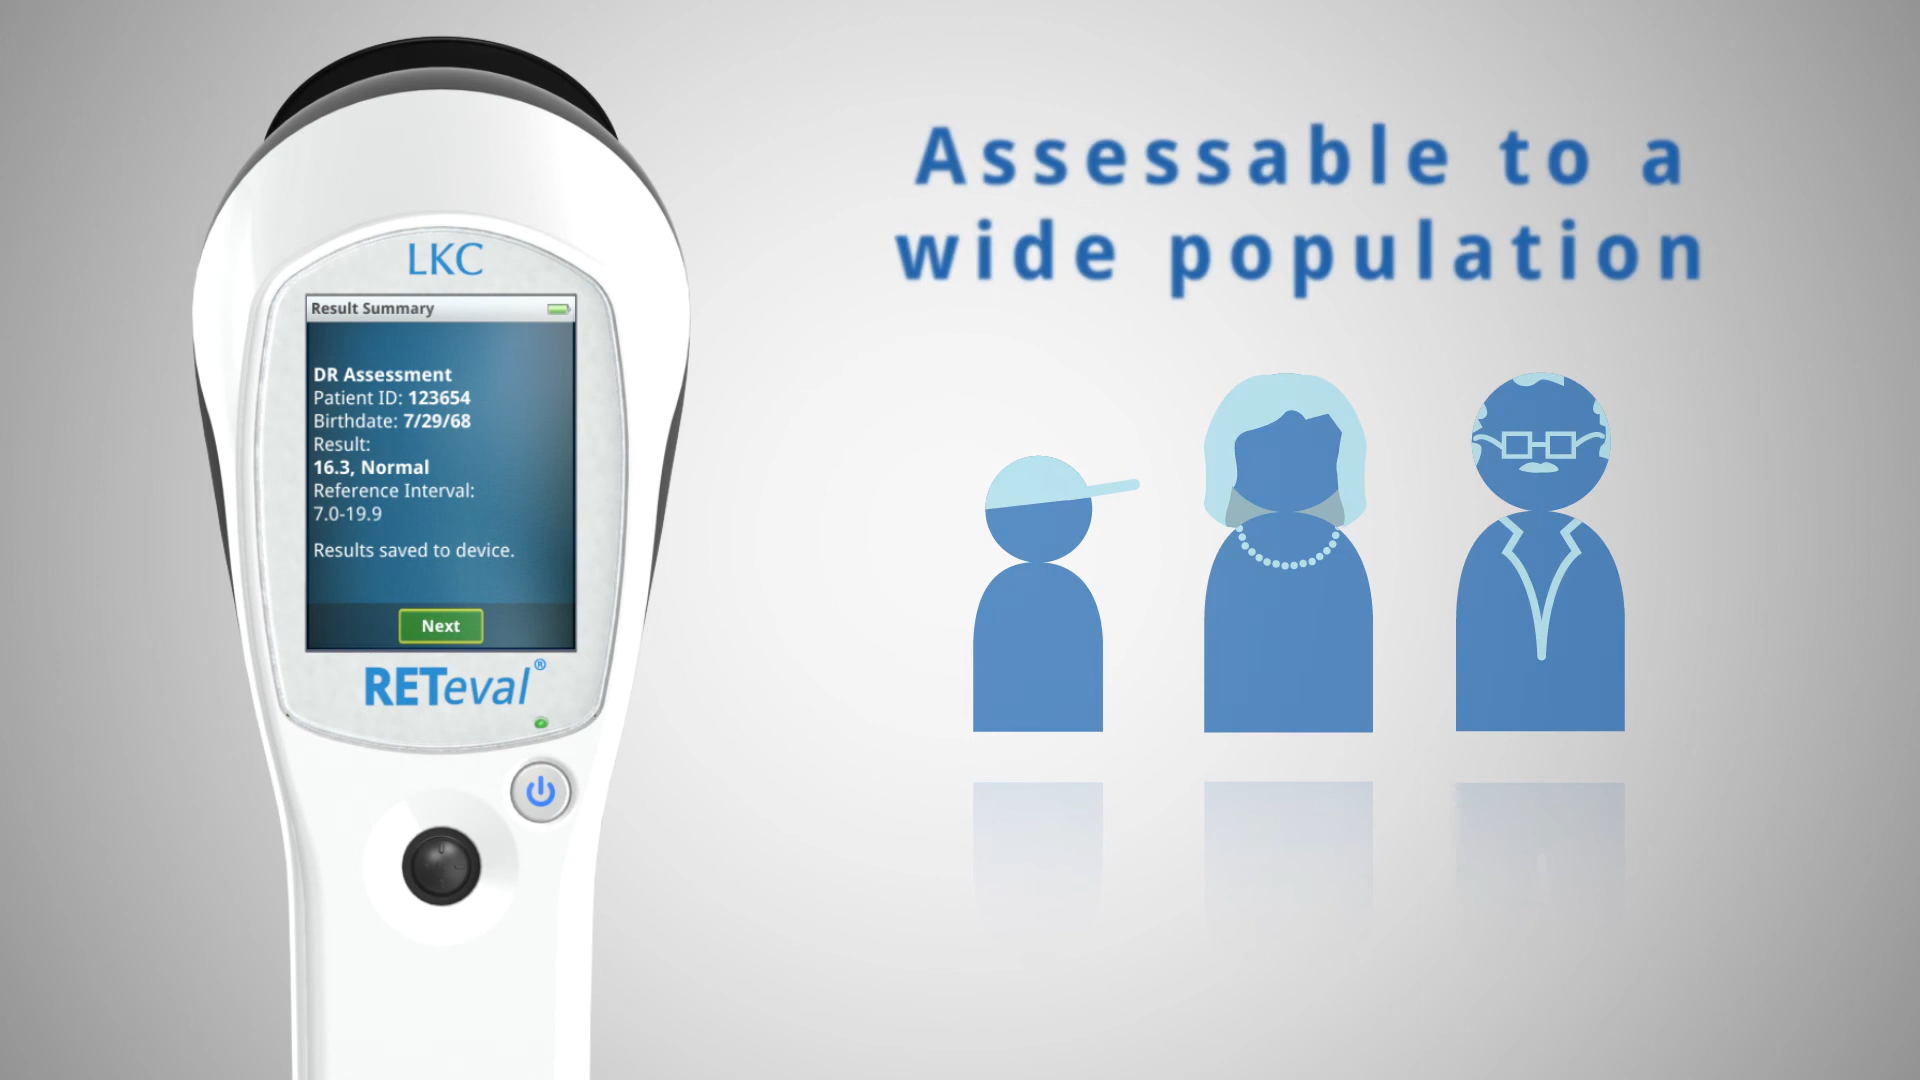 LKC
Result Summary
DR Assessment
Patient ID: 123654
Birthdate: 7/29/68
Result:
16.3, Normal
Reference Interval:
7.0-19.9
Results saved to device.
Next
RETeval®
Assessable to a
wide population